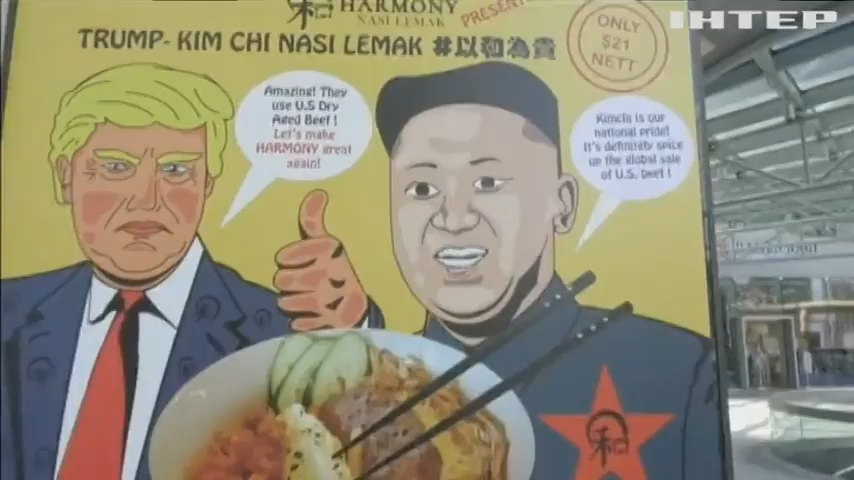 ІНТЕР
和 HARMONY
NASI LEMAK
PRESENT
TRUMP- KIM CHI NASI LEMAK #以和為貴
ONLY
$21
NETT
Amazing! They
use U.S Dry
Aged Beef!
Let's make
HARMONY great
again!
Kimchi is our
national pride!
It's definitely spice
up the global sale
of U.S. beef!
和